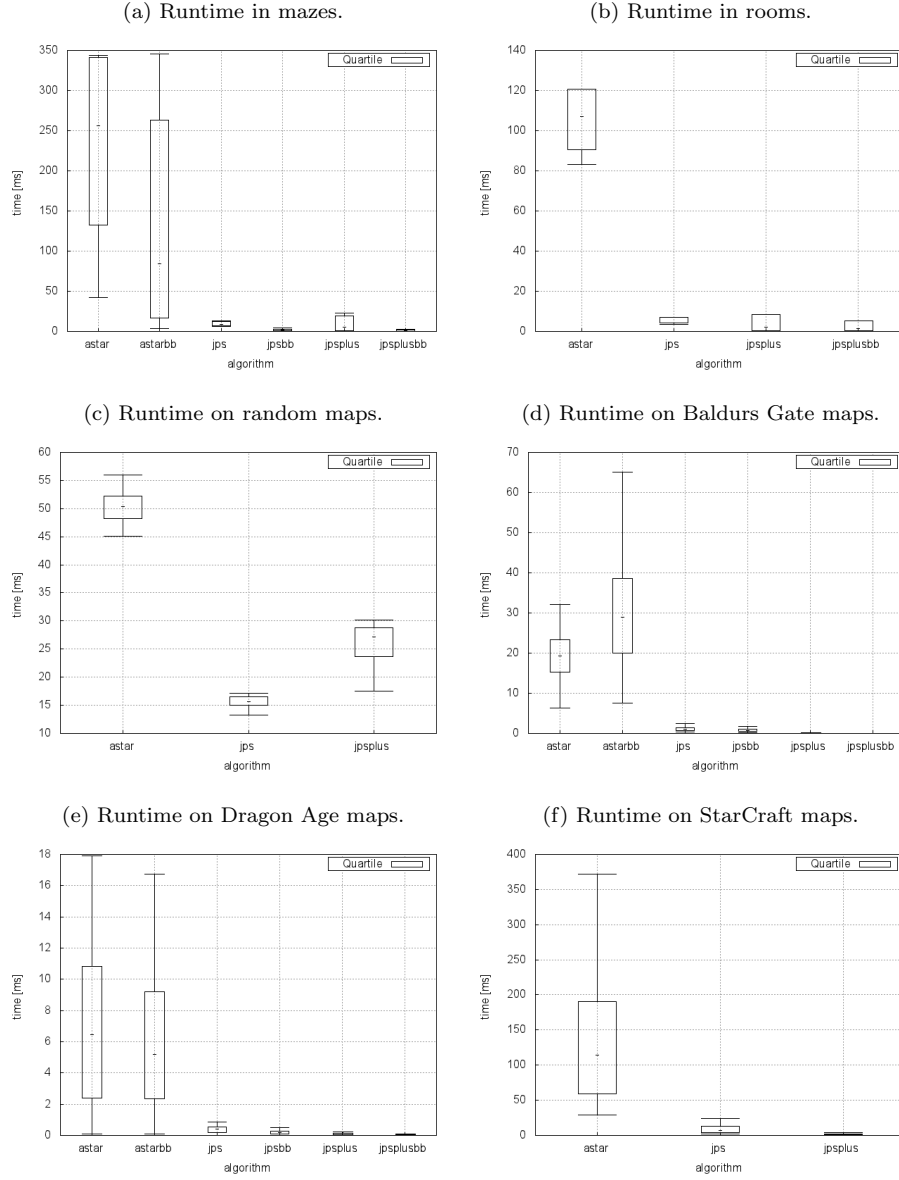 (a) Runtime in mazes.
350
300
250
200
150
100
50
0
time [ms]
Quartile
astar astarbb jps jpsbb jpsplus jpsplusbb
algorithm
(b) Runtime in rooms.
140
120
100
80
60
40
20
0
time [ms]
Quartile
astar jps jpsplus jpsplusbb
algorithm
(c) Runtime on random maps.
60
55
50
45
40
35
30
25
20
15
10
time [ms]
Quartile
astar jps jpsplus
algorithm
(d) Runtime on Baldurs Gate maps.
70
60
50
40
30
20
10
0
time [ms]
Quartile
astar astarbb jps jpsbb jpsplus jpsplusbb
algorithm
(e) Runtime on Dragon Age maps.
18
16
14
12
10
8
6
4
2
0
time [ms]
Quartile
astar astarbb jps jpsbb jpsplus jpsplusbb
algorithm
(f) Runtime on StarCraft maps.
400
350
300
250
200
150
100
50
0
time [ms]
Quartile
astar jps jpsplus
algorithm